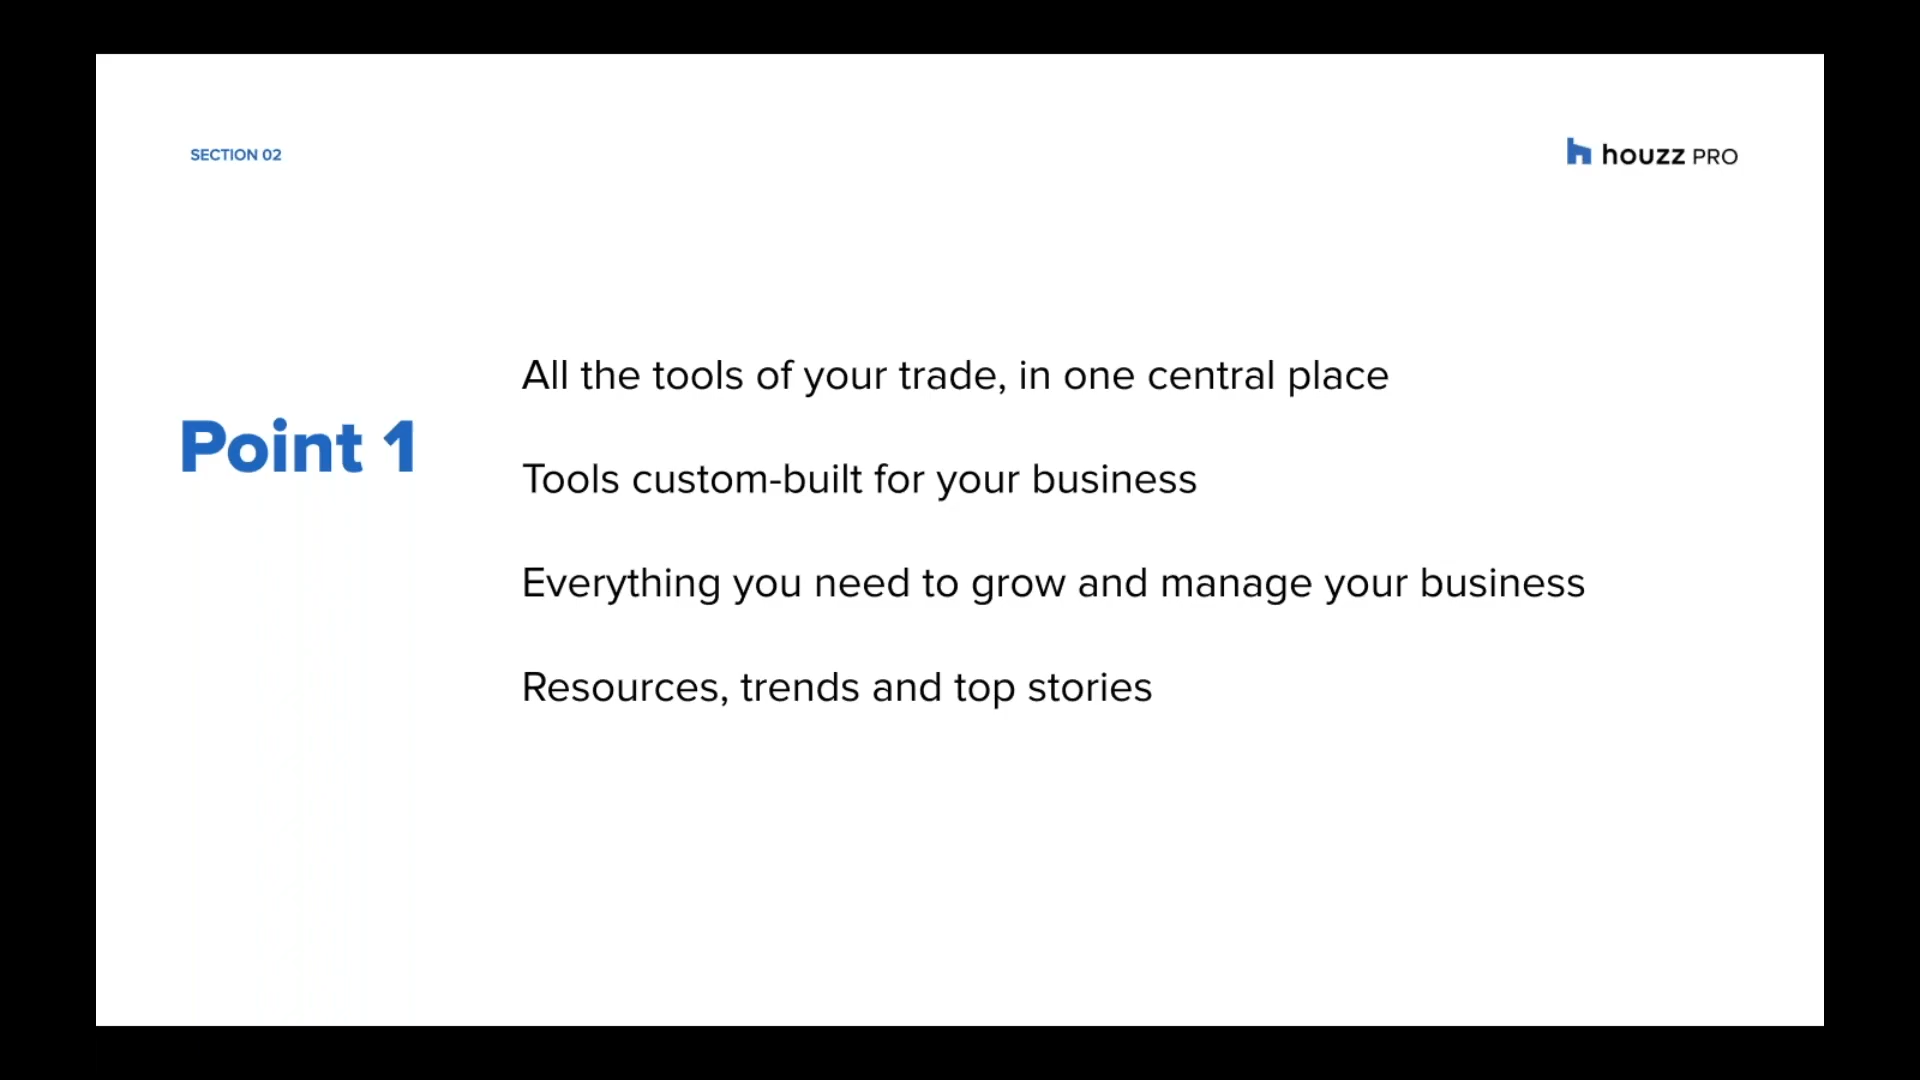 SECTION 02
houzz PRO
Point 1
All the tools of your trade, in one central place
Tools custom-built for your business
Everything you need to grow and manage your business
Resources, trends and top stories